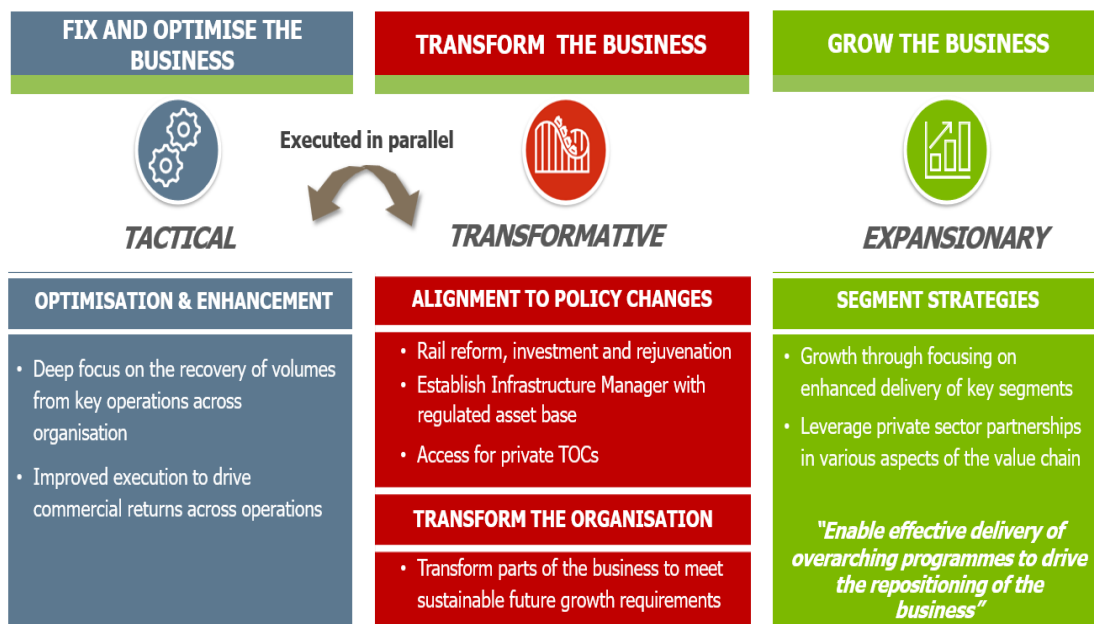 FIX AND OPTIMISE THE
BUSINESS
TRANSFORM THE BUSINESS
GROW THE BUSINESS
Executed in parallel
TACTICAL
TRANSFORMATIVE
EXPANSIONARY
OPTIMISATION & ENHANCEMENT
• Deep focus on the recovery of volumes
from key operations across
organisation
• Improved execution to drive
commercial returns across operations
ALIGNMENT TO POLICY CHANGES
• Rail reform, investment and rejuvenation
• Establish Infrastructure Manager with
regulated asset base
• Access for private TOCs
TRANSFORM THE ORGANISATION
• Transform parts of the business to meet
sustainable future growth requirements
SEGMENT STRATEGIES
• Growth through focusing on
enhanced delivery of key segments
• Leverage private sector partnerships
in various aspects of the value chain
“Enable effective delivery of
overarching programmes to drive
the repositioning of the
business”